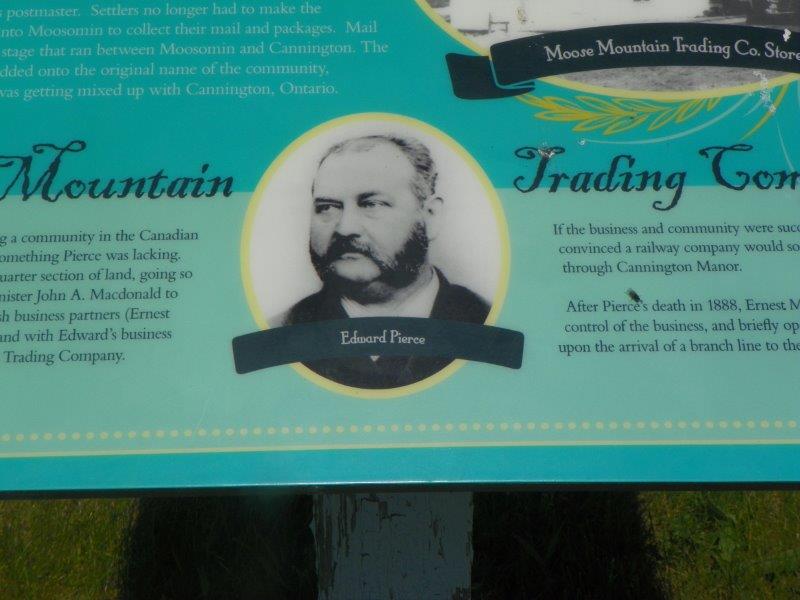 postmaster. Settlers no longer had to make the
into Moosomin to collect their mail and packages. Mail
stage that ran between Moosomin and Cannington. The
added onto the original name of the community,
was getting mixed up with Cannington, Ontario.
Moose Mountain Trading Co. Store
Mountain
Trading Com
g a community in the Canadian
omething Pierce was lacking.
uarter section of land, going so
nister John A. Macdonald to
sh business partners (Ernest
and with Edward's business
Trading Company.
Edward Pierce
If the business and community were succ
convinced a railway company would so
through Cannington Manor.
After Pierce's death in 1888, Ernest M
control of the business, and briefly op
upon the arrival of a branch line to the